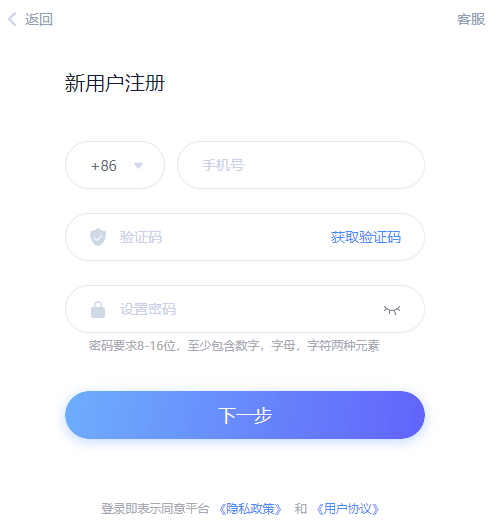 返回 客服
新用户注册
+86 手机号
验证码 获取验证码
设置密码
密码要求8-16位，至少包含数字，字母，字符两种元素
下一步
登录即表示同意平台《隐私政策》 和 《用户协议》